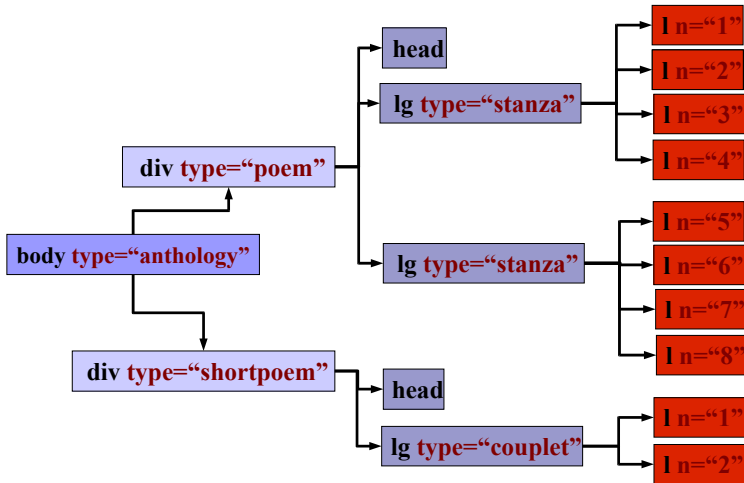 body type=“anthology”
div type=“poem”
head
lg type=“stanza”
l n=“1”
l n=“2”
l n=“3”
l n=“4”
lg type=“stanza”
l n=“5”
l n=“6”
l n=“7”
l n=“8”
div type=“shortpoem”
head
lg type=“couplet”
l n=“1”
l n=“2”